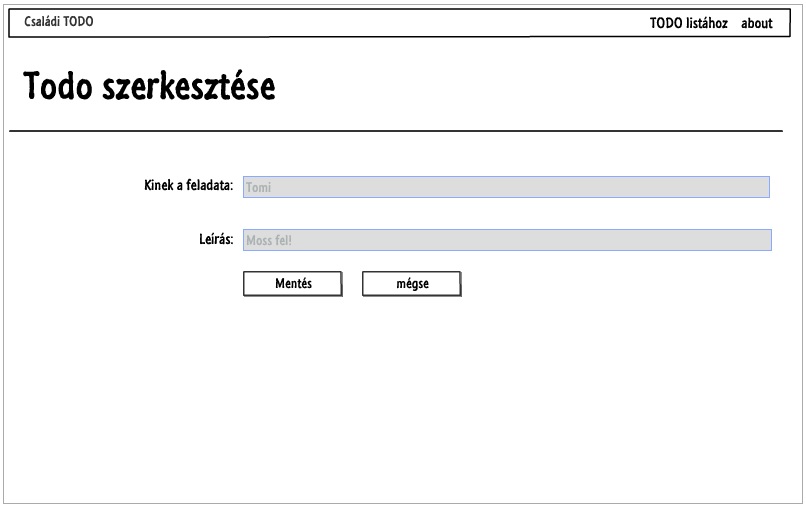 Családi TODO
TODO listához about
Todo szerkesztése
Kinek a feladata: Tomi
Leírás: Moss fel!
Mentés mégse